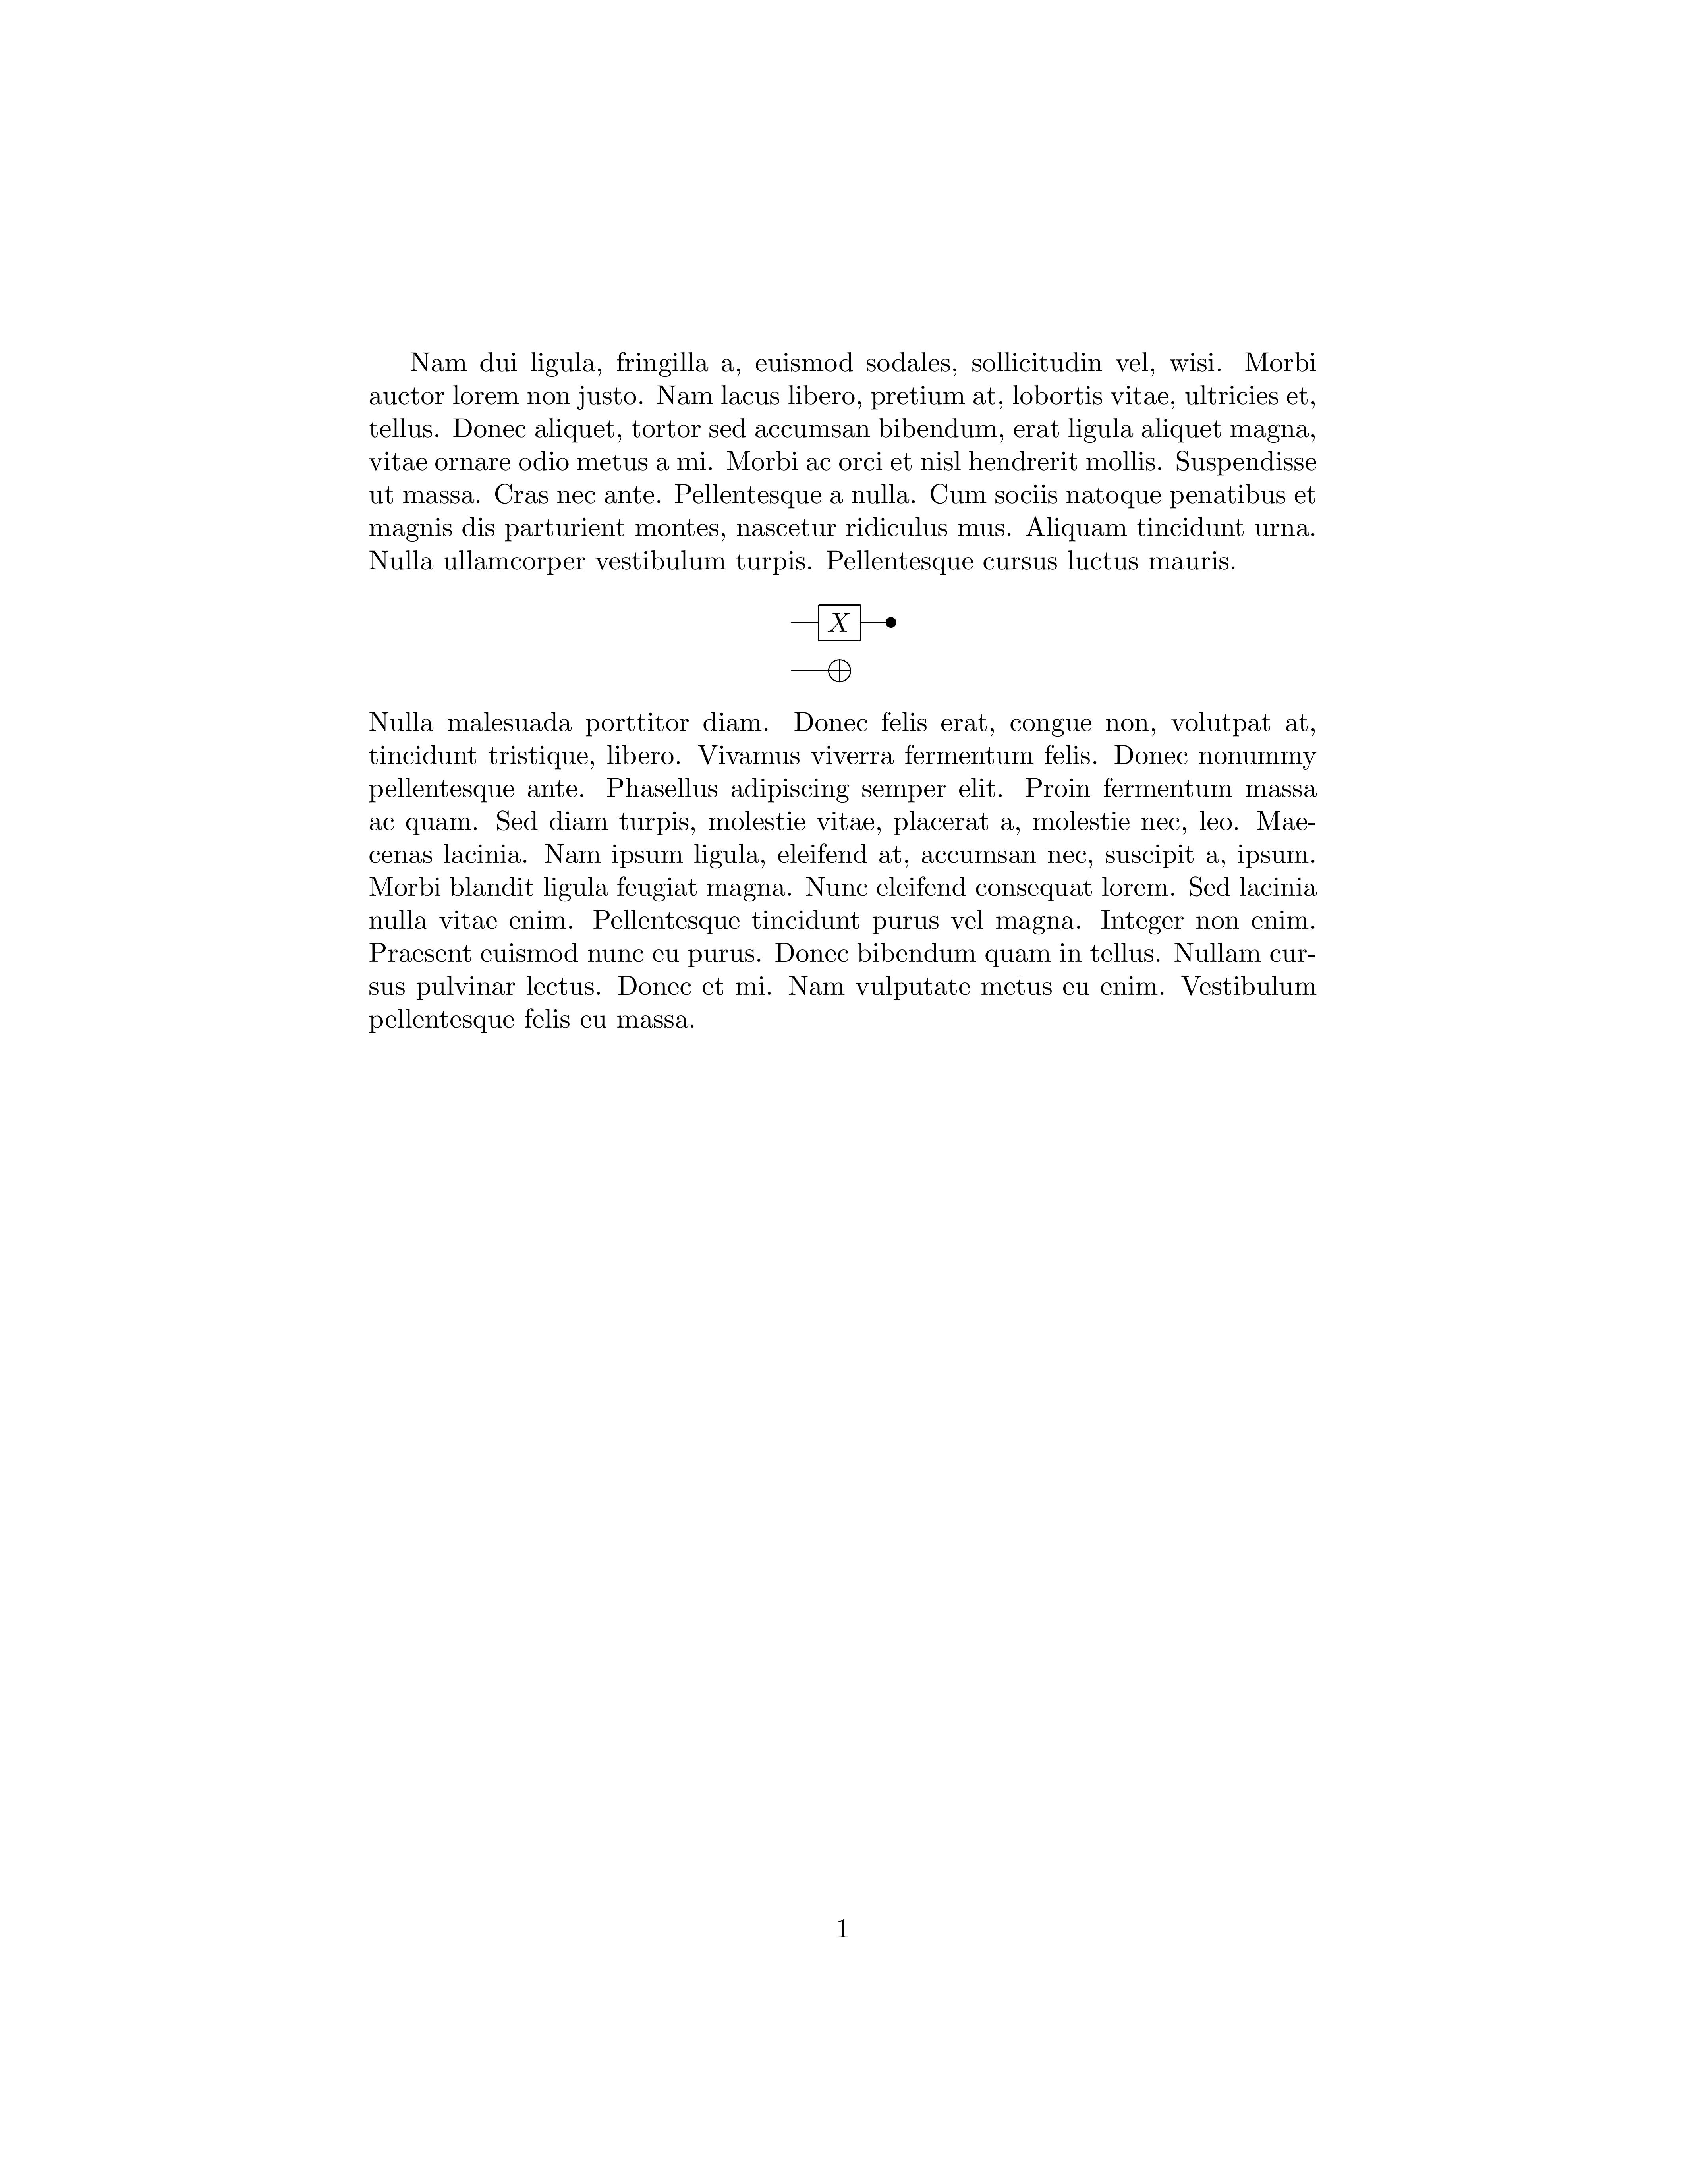 Nam dui ligula, fringilla a, euismod sodales, sollicitudin vel, wisi. Morbi
auctor lorem non justo. Nam lacus libero, pretium at, lobortis vitae, ultricies et,
tellus. Donec aliquet, tortor sed accumsan bibendum, erat ligula aliquet magna,
vitae ornare odio metus a mi. Morbi ac orci et nisl hendrerit mollis. Suspendisse
ut massa. Cras nec ante. Pellentesque a nulla. Cum sociis natoque penatibus et
magnis dis parturient montes, nascetur ridiculus mus. Aliquam tincidunt urna.
Nulla ullamcorper vestibulum turpis. Pellentesque cursus luctus mauris.
X
Nulla malesuada porttitor diam. Donec felis erat, congue non, volutpat at,
tincidunt tristique, libero. Vivamus viverra fermentum felis. Donec nonummy
pellentesque ante. Phasellus adipiscing semper elit. Proin fermentum massa
ac quam. Sed diam turpis, molestie vitae, placerat a, molestie nec, leo. Mae-
cenas lacinia. Nam ipsum ligula, eleifend at, accumsan nec, suscipit a, ipsum.
Morbi blandit ligula feugiat magna. Nunc eleifend consequat lorem. Sed lacinia
nulla vitae enim. Pellentesque tincidunt purus vel magna. Integer non enim.
Praesent euismod nunc eu purus. Donec bibendum quam in tellus. Nullam cur-
sus pulvinar lectus. Donec et mi. Nam vulputate metus eu enim. Vestibulum
pellentesque felis eu massa.
1